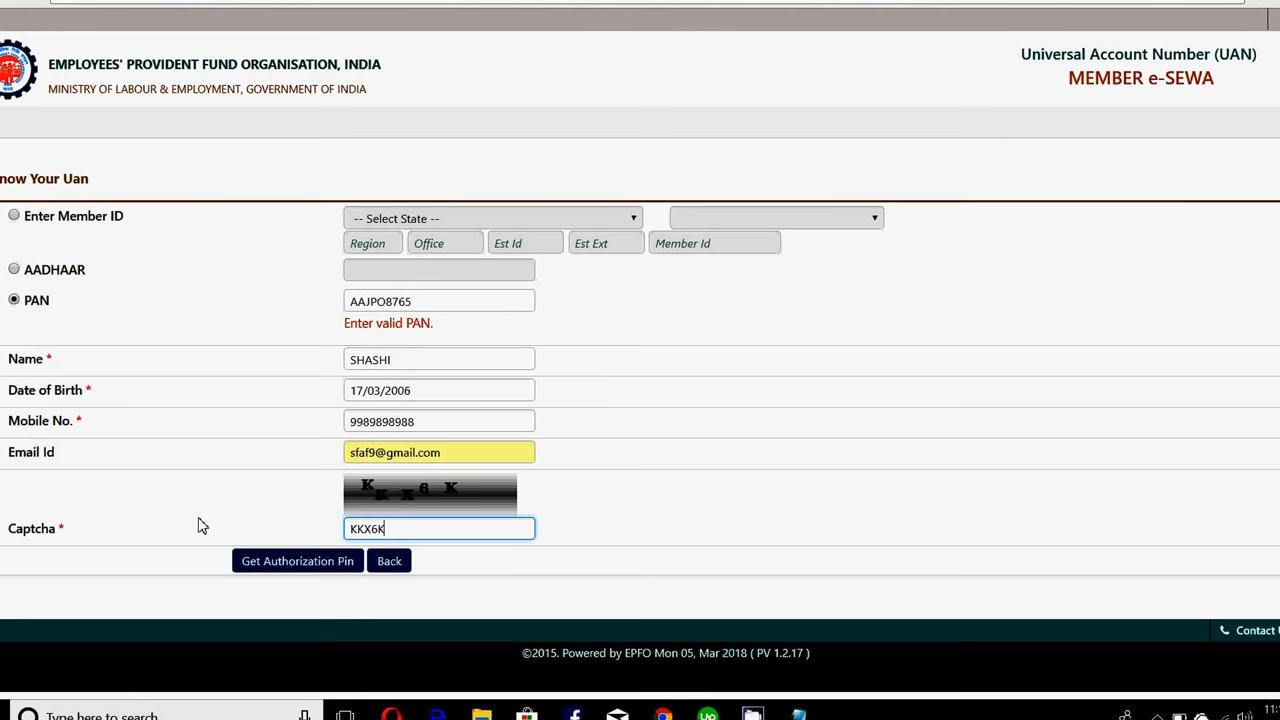 EMPLOYEES' PROVIDENT FUND ORGANISATION, INDIA
MINISTRY OF LABOUR & EMPLOYMENT, GOVERNMENT OF INDIA
Universal Account Number (UAN)
MEMBER e-SEWA
now Your Uan
Enter Member ID
-- Select State --
Region Office Est Id Est Ext Member Id
AADHAAR
PAN AAJPO8765
Enter valid PAN.
Name * SHASHI
Date of Birth * 17/03/2006
Mobile No. * 9989898988
Email Id sfaf9@gmail.com
K K X 6 K
Captcha * KKX6K
Get Authorization Pin Back
Contact U
©2015. Powered by EPFO Mon 05, Mar 2018 ( PV 1.2.17 )
Type here to search